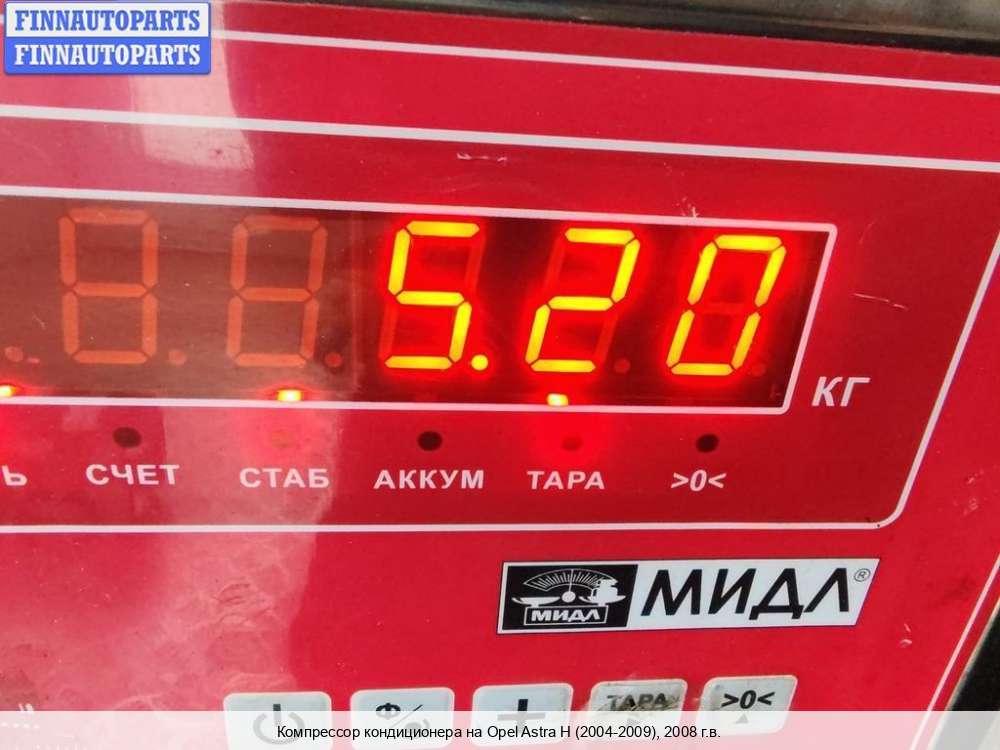 FINNAUTOPARTS
FINNAUTOPARTS
5.20
КГ
СЧЕТ СТАБ АККУМ ТАРА >0<
МИДЛ МИДЛ®
ТАРА >0<
Компрессор кондиционера на Opel Astra H (2004-2009), 2008 г.в.